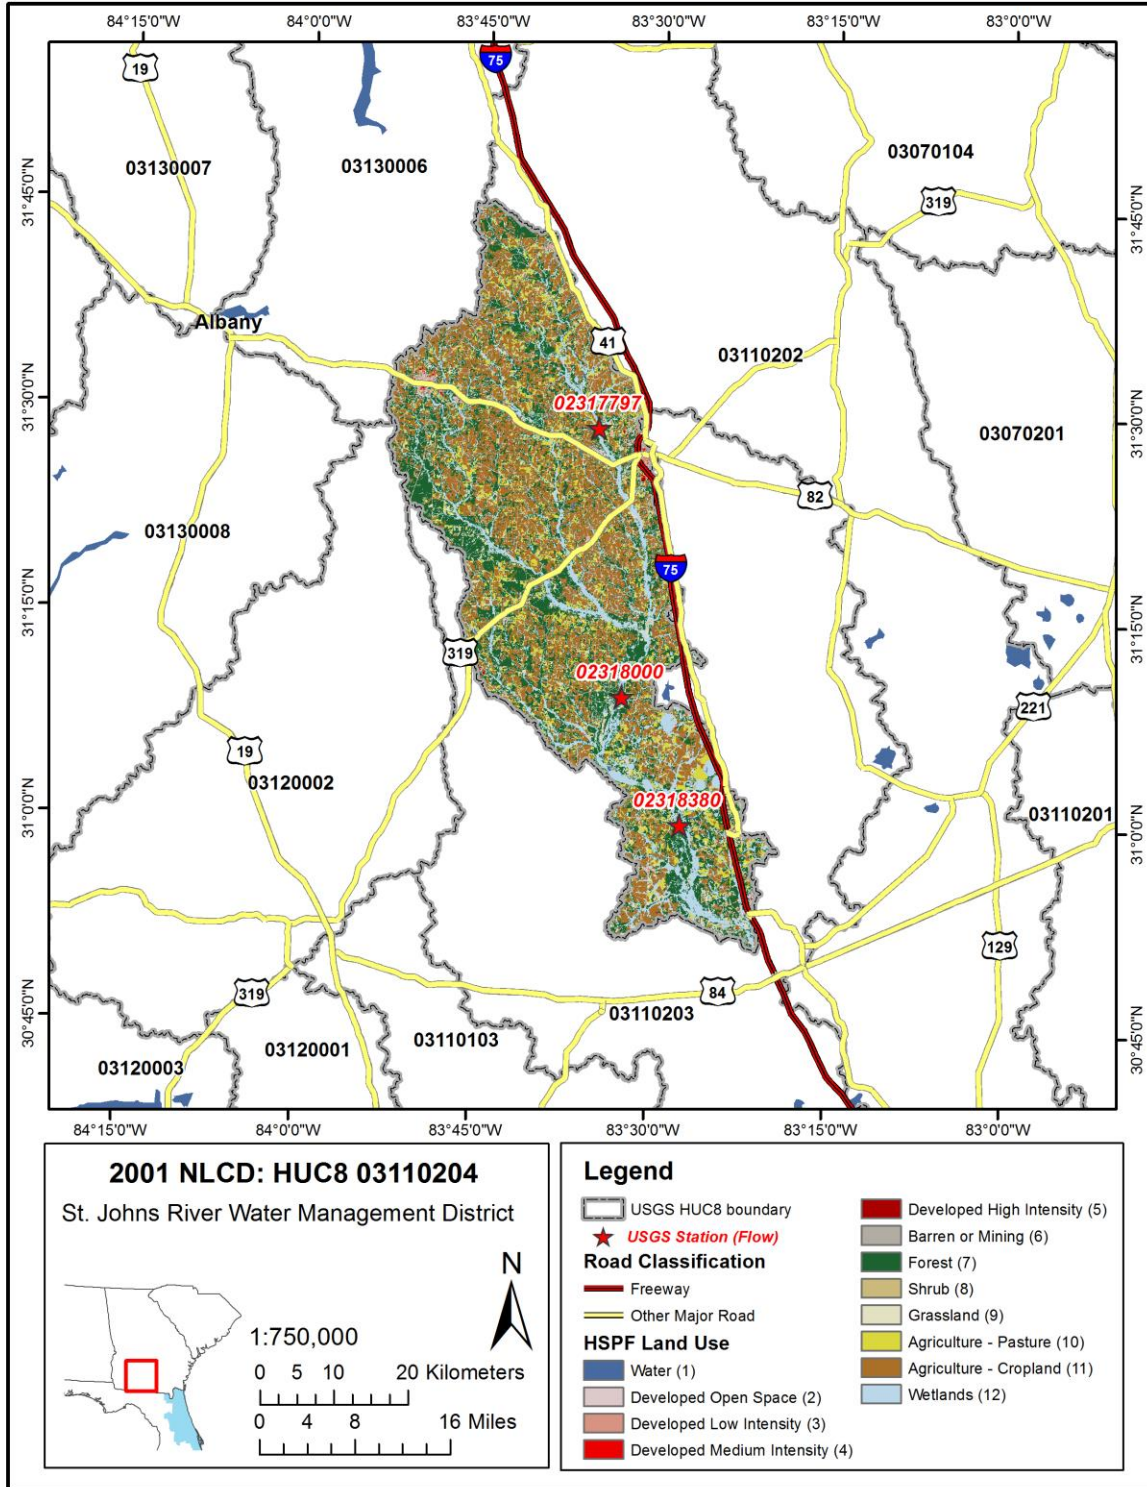 84°15'0"W 84°0'0"W 83°45'0"W 83°30'0"W 83°15'0"W 83°0'0"W
75
19
03130007
03130006
03070104
31°45'0"N
319
31°45'0"N
Albany
41
03110202
31°30'0"N
02317797
31°30'0"N
03070201
82
03130008
75
31°15'0"N
31°15'0"N
319
02318000
221
19
03120002
31°0'0"N
02318380
03110201
31°0'0"N
129
319
84
30°45'0"N
03110203
03110103
03120001
30°45'0"N
03120003
84°15'0"W 84°0'0"W 83°45'0"W 83°30'0"W 83°15'0"W 83°0'0"W
2001 NLCD: HUC8 03110204
St. Johns River Water Management District
N
1:750,000
0 5 10 20 Kilometers
0 4 8 16 Miles
Legend
USGS HUC8 boundary
USGS Station (Flow)
Road Classification
Freeway
Other Major Road
HSPF Land Use
Water (1)
Developed Open Space (2)
Developed Low Intensity (3)
Developed Medium Intensity (4)
Developed High Intensity (5)
Barren or Mining (6)
Forest (7)
Shrub (8)
Grassland (9)
Agriculture - Pasture (10)
Agriculture - Cropland (11)
Wetlands (12)